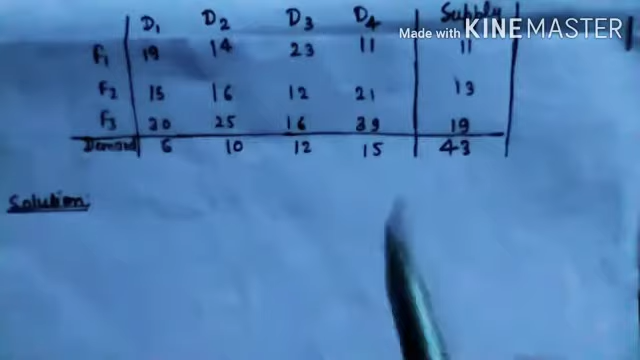 D1 D2 D3 D4 Supply
Made with KINEMASTER
F1 19 14 23 11 11
F2 15 16 12 21 13
F3 30 25 16 39 19
Demand 6 10 12 15 43
Solution